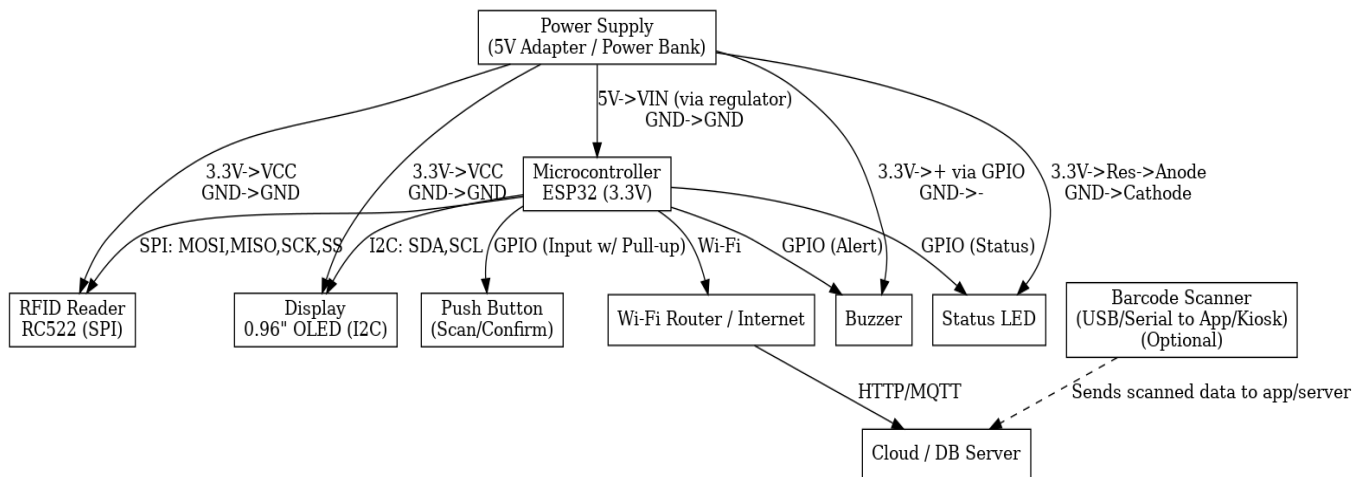 Power Supply
(5V Adapter / Power Bank)
5V->VIN (via regulator)
GND->GND
3.3V->VCC
GND->GND
3.3V->VCC
GND->GND
Microcontroller
ESP32 (3.3V)
3.3V->+ via GPIO
GND->-
3.3V->Res->Anode
GND->Cathode
SPI: MOSI,MISO,SCK,SS
I2C: SDA,SCL
GPIO (Input w/ Pull-up)
Wi-Fi
GPIO (Alert)
GPIO (Status)
RFID Reader
RC522 (SPI)
Display
0.96" OLED (I2C)
Push Button
(Scan/Confirm)
Wi-Fi Router / Internet
Buzzer
Status LED
Barcode Scanner
(USB/Serial to App/Kiosk)
(Optional)
HTTP/MQTT
Sends scanned data to app/server
Cloud / DB Server